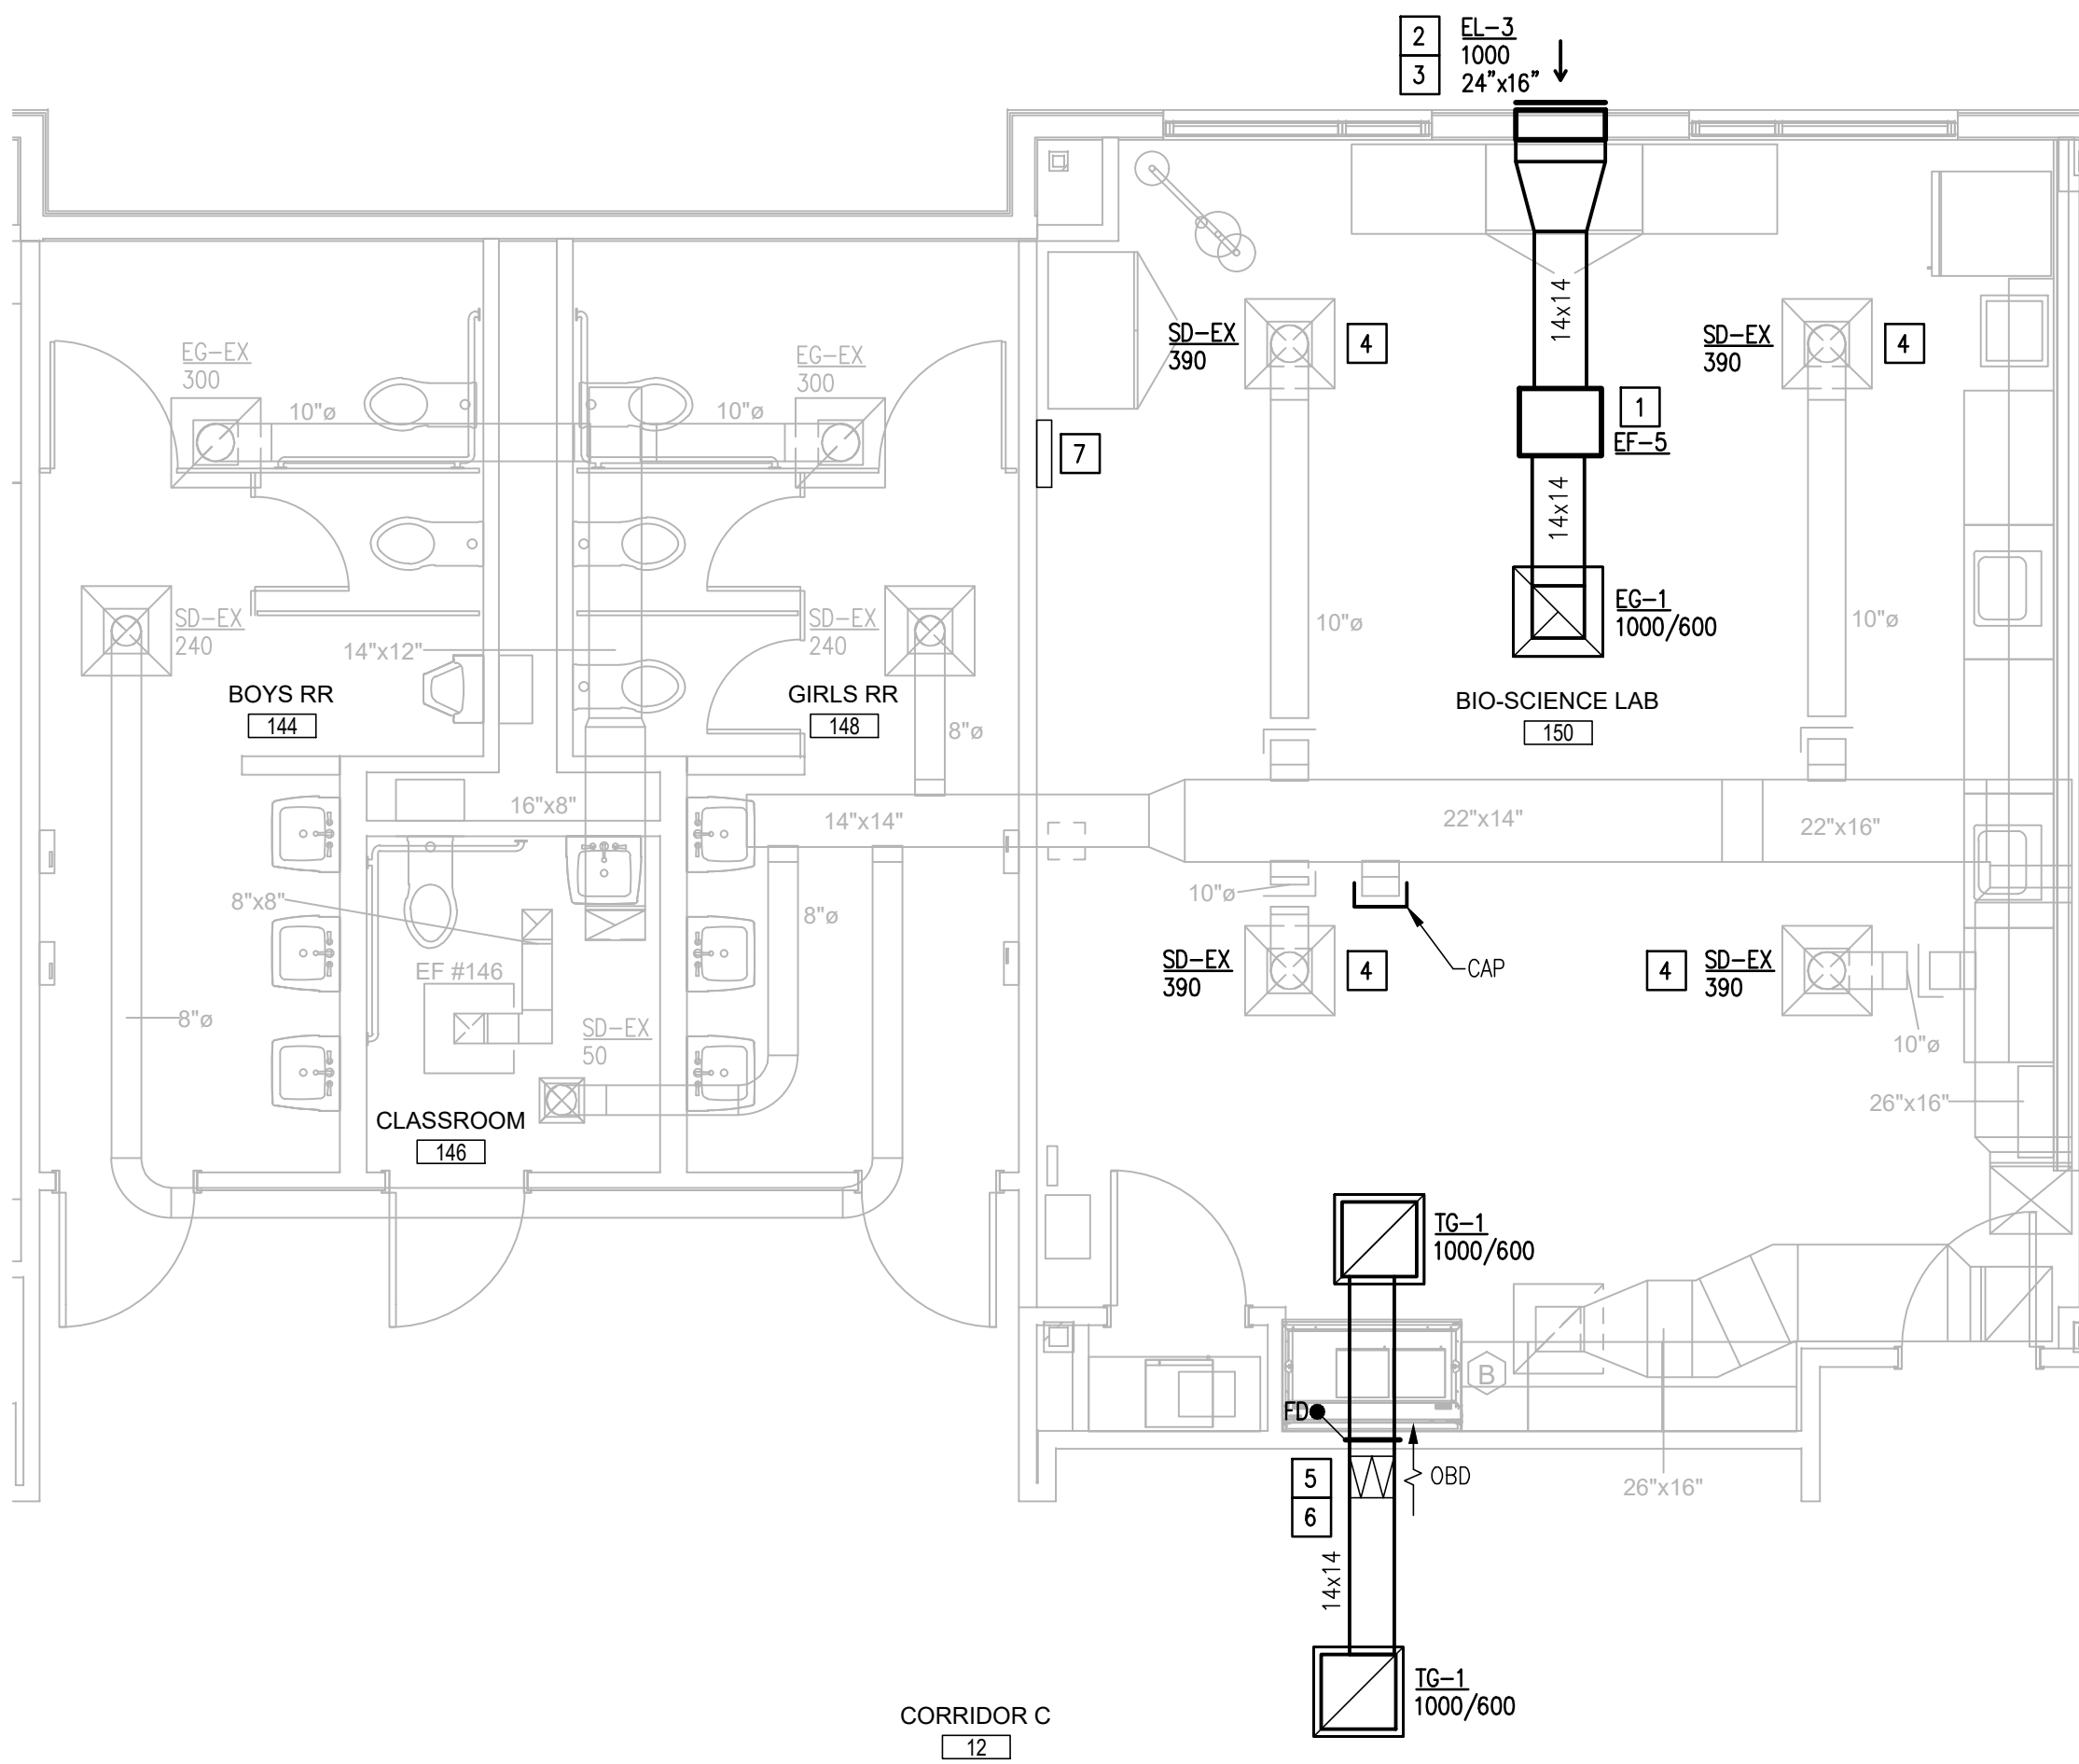 2
3
EL-3
1000
24"x16"
14x14
SD-EX
390
4
SD-EX
390
4
EG-EX
300
10"ø
EG-EX
300
10"ø
1
EF-5
7
14x14
EG-1
1000/600
SD-EX
240
14"x12"
SD-EX
240
10"ø
10"ø
BOYS RR
144
GIRLS RR
148
8"ø
BIO-SCIENCE LAB
150
16"x8"
14"x14"
22"x14"
22"x16"
8"x8"
8"ø
10"ø
EF #146
SD-EX
390
4
CAP
4
SD-EX
390
8"ø
SD-EX
50
10"ø
26"x16"
CLASSROOM
146
TG-1
1000/600
B
FD
5
6
OBD
26"x16"
14x14
TG-1
1000/600
CORRIDOR C
12